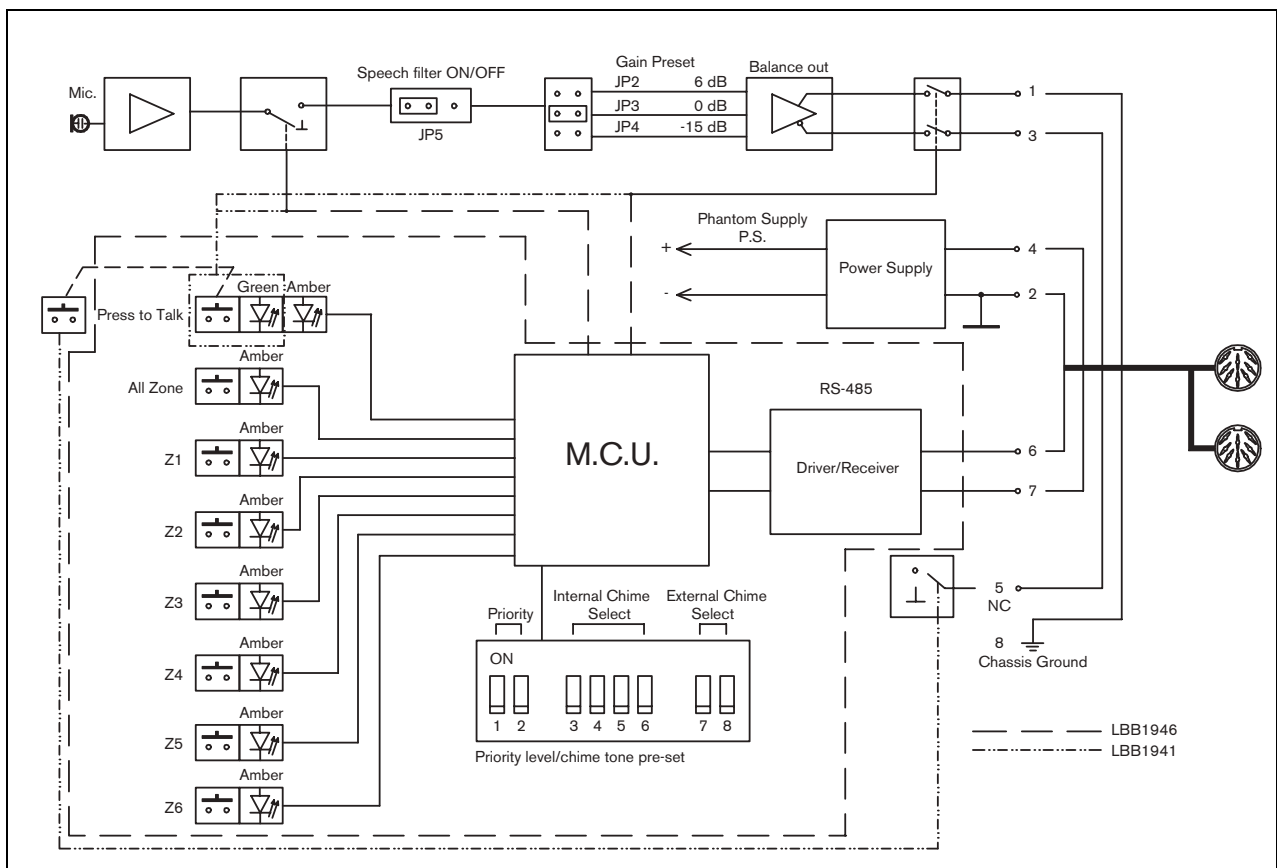 Mic.
Speech filter ON/OFF
JP5
Gain Preset
JP2 6 dB
JP3 0 dB
JP4 -15 dB
Balance out
1
3
Phantom Supply
P.S.
+
-
Power Supply
4
2
Press to Talk
Green Amber
All Zone
Amber
Z1
Amber
Z2
Amber
Z3
Amber
Z4
Amber
Z5
Amber
Z6
Amber
M.C.U.
RS-485
Driver/Receiver
6
7
5
NC
8
Chassis Ground
Priority
Internal Chime
Select
External Chime
Select
ON
1 2 3 4 5 6 7 8
Priority level/chime tone pre-set
LBB1946
LBB1941